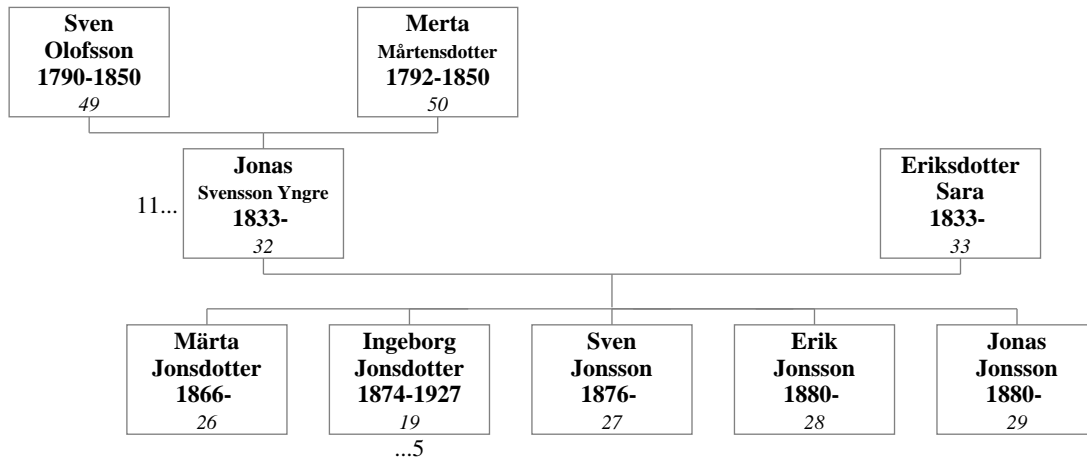 Sven
Olofsson
1790-1850
49
Merta
Mårtensdotter
1792-1850
50
11...
Jonas
Svensson Yngre
1833-
32
Eriksdotter
Sara
1833-
33
Märta
Jonsdotter
1866-
26
Ingeborg
Jonsdotter
1874-1927
19
...5
Sven
Jonsson
1876-
27
Erik
Jonsson
1880-
28
Jonas
Jonsson
1880-
29